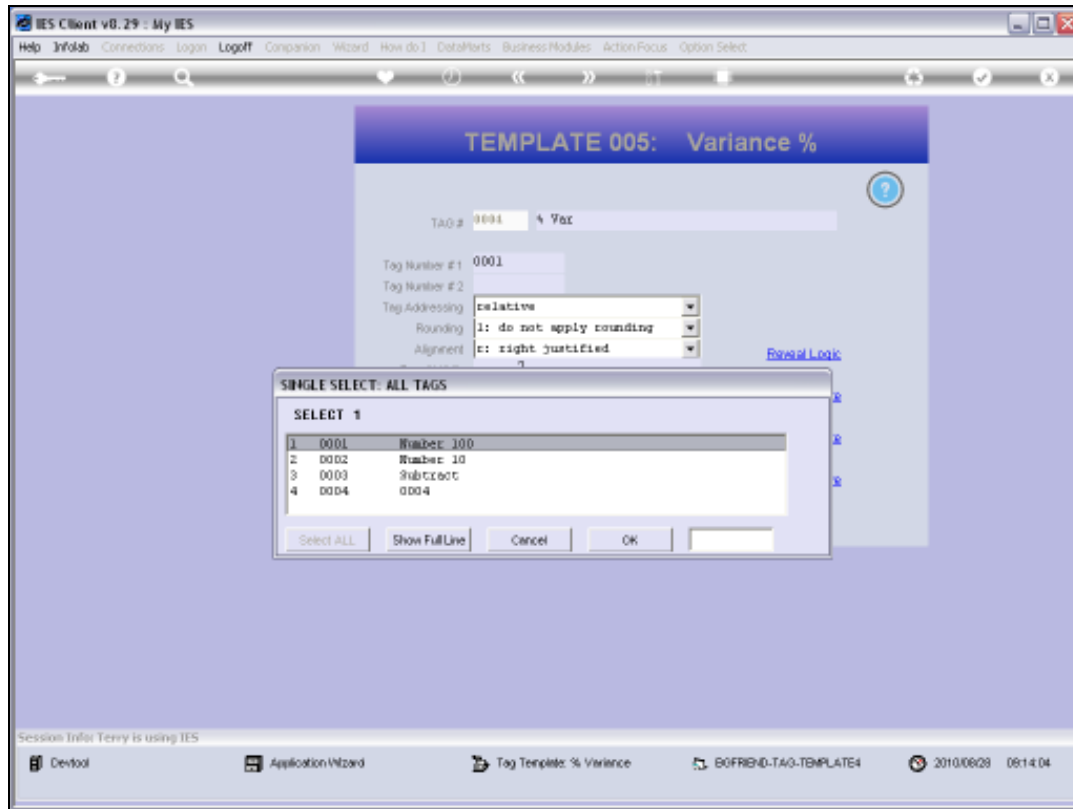 IES Client v8.29 : My IES
Help Infolab Connections Logon Logoff Companion Wizard How do I DataMarts Business Modules Action Focus Option Select
TEMPLATE 005: Variance %
TAG # 0004 % Var
Tag Number # 1 0001
Tag Number # 2
Tag Addressing relative
Rounding 1: do not apply rounding
Alignment r: right justified
Reveal Logic
SINGLE SELECT: ALL TAGS
SELECT 1
1 0001 Number 100
2 0002 Number 10
3 0003 Subtract
4 0004 0004
Select ALL Show Full Line Cancel OK
Session Info: Terry is using IES
Devtool Application Wizard Tag Template: % Variance BGFRIEND-TAG-TEMPLATE4 2010/08/28 09:14:04